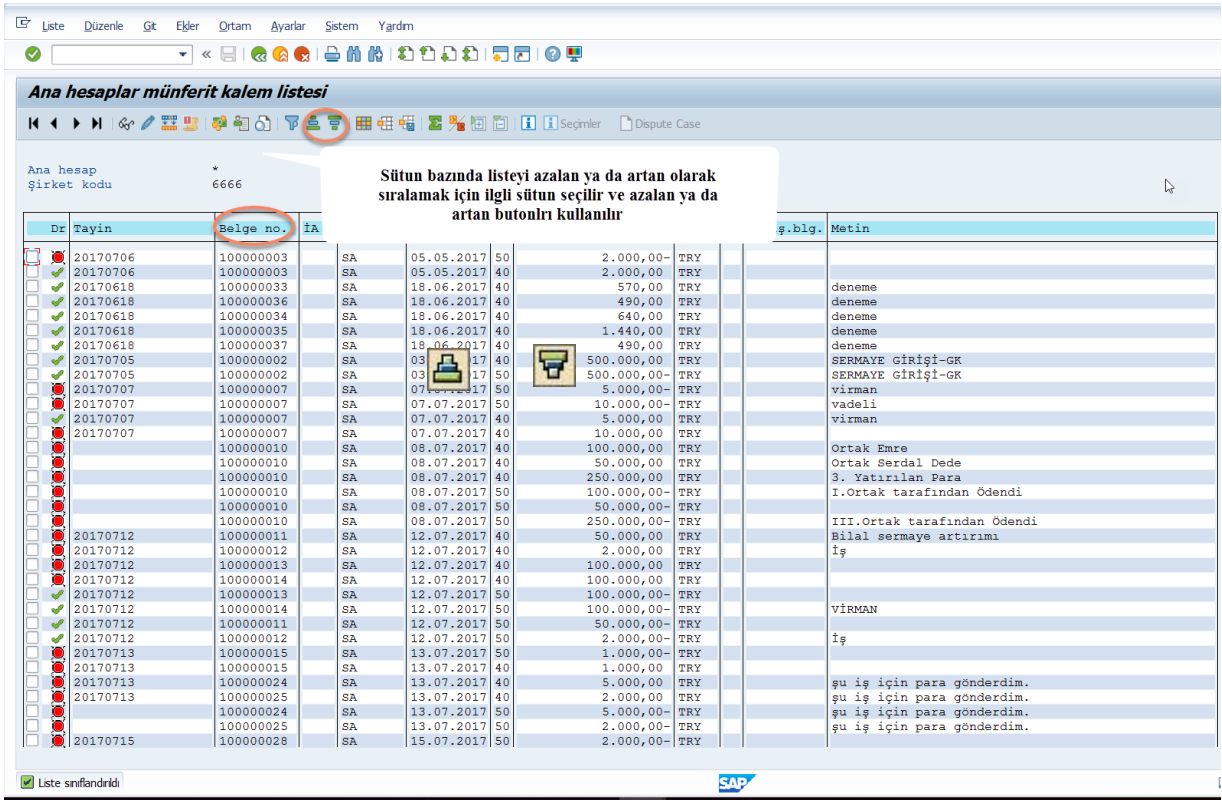 Liste Düzenle Git Ekler Ortam Ayarlar Sistem Yardım
Ana hesaplar münferit kalem listesi
Seçimler Dispute Case
Ana hesap *
Şirket kodu 6666
Sütun bazında listeyi azalan ya da artan olarak
sıralamak için ilgli sütun seçilir ve azalan ya da
artan butonlrı kullanılır
Dr Tayin Belge no. İA ş.blg. Metin
20170706 100000003 SA 05.05.2017 50 2.000,00- TRY
20170706 100000003 SA 05.05.2017 40 2.000,00 TRY
20170618 100000033 SA 18.06.2017 40 570,00 TRY deneme
20170618 100000036 SA 18.06.2017 40 490,00 TRY deneme
20170618 100000034 SA 18.06.2017 40 640,00 TRY deneme
20170618 100000035 SA 18.06.2017 40 1.440,00 TRY deneme
20170618 100000037 SA 18.06.2017 40 490,00 TRY deneme
20170705 100000002 SA 03 17 40 500.000,00 TRY SERMAYE GİRİŞİ-GK
20170705 100000002 SA 03 17 50 500.000,00- TRY SERMAYE GİRİŞİ-GK
20170707 100000007 SA 07.07.2017 50 5.000,00- TRY virman
20170707 100000007 SA 07.07.2017 50 10.000,00- TRY vadeli
20170707 100000007 SA 07.07.2017 40 5.000,00 TRY virman
20170707 100000007 SA 07.07.2017 40 10.000,00 TRY
100000010 SA 08.07.2017 40 100.000,00 TRY Ortak Emre
100000010 SA 08.07.2017 40 50.000,00 TRY Ortak Serdal Dede
100000010 SA 08.07.2017 40 250.000,00 TRY 3. Yatırılan Para
100000010 SA 08.07.2017 50 100.000,00- TRY I.Ortak tarafından Ödendi
100000010 SA 08.07.2017 50 50.000,00- TRY
100000010 SA 08.07.2017 50 250.000,00- TRY III.Ortak tarafından Ödendi
20170712 100000011 SA 12.07.2017 40 50.000,00 TRY Bilal sermaye artırımı
20170712 100000012 SA 12.07.2017 40 2.000,00 TRY İş
20170712 100000013 SA 12.07.2017 40 100.000,00 TRY
20170712 100000014 SA 12.07.2017 40 100.000,00 TRY
20170712 100000013 SA 12.07.2017 50 100.000,00- TRY
20170712 100000014 SA 12.07.2017 50 100.000,00- TRY VİRMAN
20170712 100000011 SA 12.07.2017 50 50.000,00- TRY
20170712 100000012 SA 12.07.2017 50 2.000,00- TRY İş
20170713 100000015 SA 13.07.2017 50 1.000,00- TRY
20170713 100000015 SA 13.07.2017 40 1.000,00 TRY
20170713 100000024 SA 13.07.2017 40 5.000,00 TRY şu iş için para gönderdim.
20170713 100000025 SA 13.07.2017 40 2.000,00 TRY şu iş için para gönderdim.
100000024 SA 13.07.2017 50 5.000,00- TRY şu iş için para gönderdim.
100000025 SA 13.07.2017 50 2.000,00- TRY şu iş için para gönderdim.
20170715 100000028 SA 15.07.2017 50 2.000,00- TRY
Liste sınıflandırıldı SAP